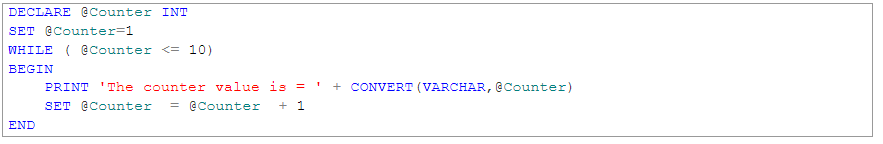 DECLARE @Counter INT
SET @Counter=1
WHILE ( @Counter <= 10)
BEGIN
    PRINT 'The counter value is = ' + CONVERT(VARCHAR,@Counter)
    SET @Counter  = @Counter  + 1
END